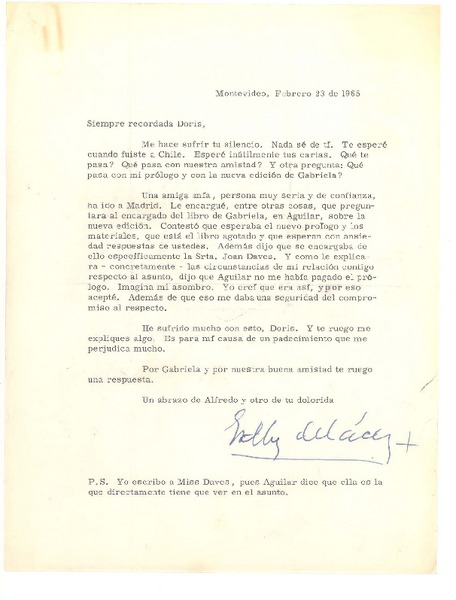 Montevideo, Febrero 23 de 1965
Siempre recordada Doris,
Me hace sufrir tu silencio. Nada sé de tí. Te esperé
cuando fuiste a Chile. Esperé inútilmente tus cartas. Qué te
pasa? Qué pasa con nuestra amistad? Y otra pregunta: Qué
pasa con mi prólogo y con la nueva edición de Gabriela?
Una amiga mía, persona muy seria y de confianza,
ha ido a Madrid. Le encargué, entre otras cosas, que pregun-
tara al encargado del libro de Gabriela, en Aguilar, sobre la
nueva edición. Contestó que esperaba el nuevo prólogo y los
materiales, que está el libro agotado y que esperan con ansie-
dad respuestas de ustedes. Además dijo que se encargaba de
ello específicamente la Srta. Joan Daves. Y como le explica-
ra - concretamente - las circunstancias de mi relación contigo
respecto al asunto, dijo que Aguilar no me había pagado el pró-
logo. Imagina mi asombro. Yo creí que era así, y por eso
acepté. Además de que eso me daba una seguridad del compro-
miso al respecto.
He sufrido mucho con esto, Doris. Y te ruego me
expliques algo. Es para mí causa de un padecimiento que me
perjudica mucho.
Por Gabriela y por nuestra buena amistad te ruego
una respuesta.
Un abrazo de Alfredo y otro de tu dolorida
P.S. Yo escribo a Miss Daves, pues Aguilar dice que ella es la
que directamente tiene que ver en el asunto.